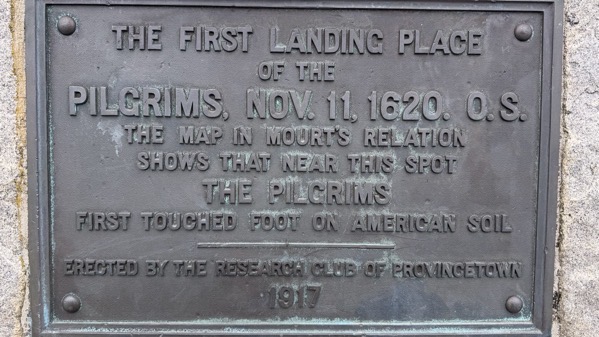 THE FIRST LANDING PLACE
OF THE
PILGRIMS, NOV. 11, 1620. O.S.
THE MAP IN MOURT'S RELATION
SHOWS THAT NEAR THIS SPOT
THE PILGRIMS
FIRST TOUCHED FOOT ON AMERICAN SOIL
ERECTED BY THE RESEARCH CLUB OF PROVINCETOWN
1917